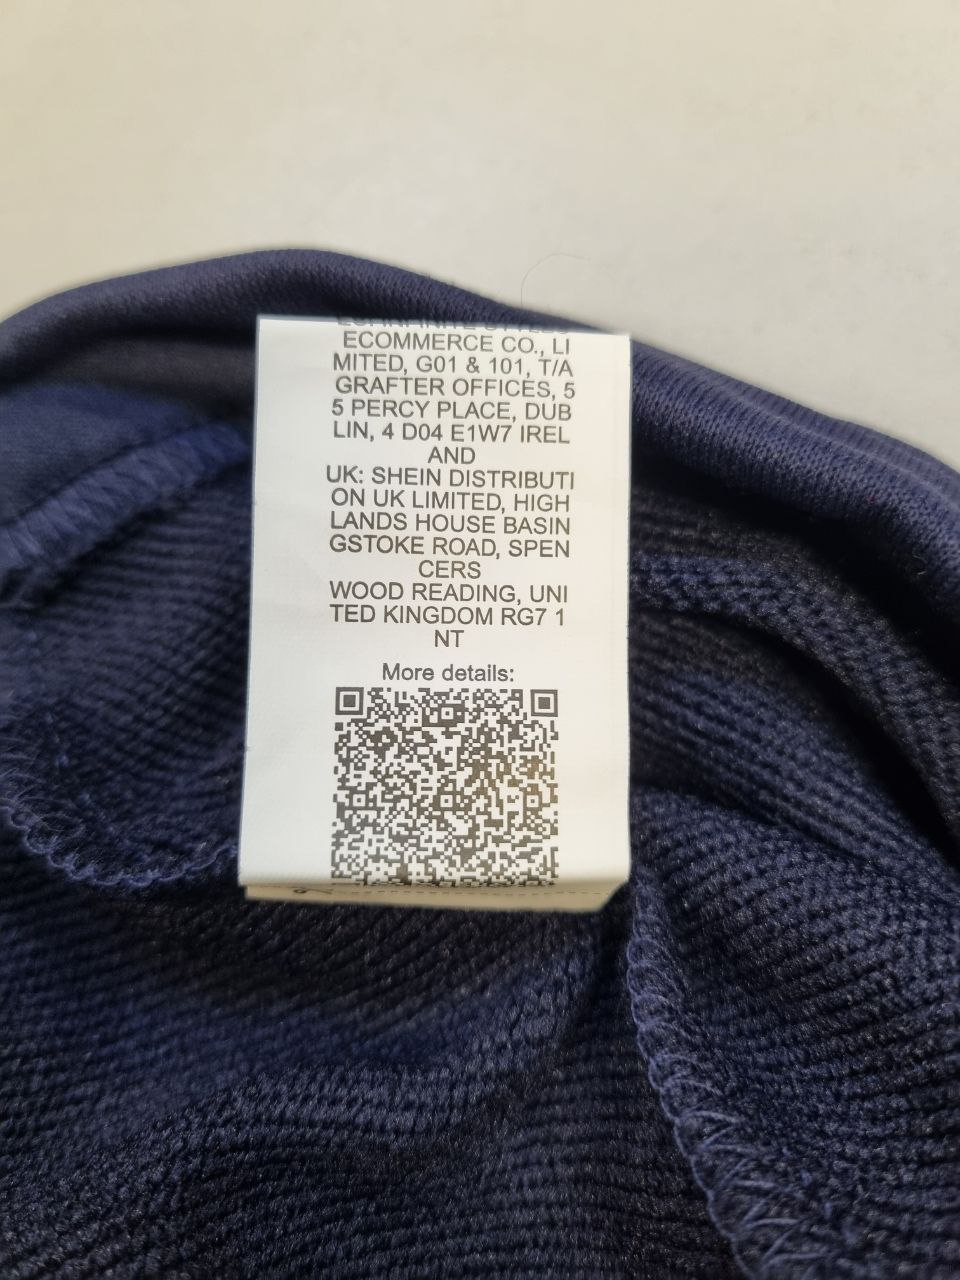 ECOMMERCE CO., LI
MITED, G01 & 101, T/A
GRAFTER OFFICES, 5
5 PERCY PLACE, DUB
LIN, 4 D04 E1W7 IREL
AND
UK: SHEIN DISTRIBUTI
ON UK LIMITED, HIGH
LANDS HOUSE BASIN
GSTOKE ROAD, SPEN
CERS
WOOD READING, UNI
TED KINGDOM RG7 1
NT
More details: